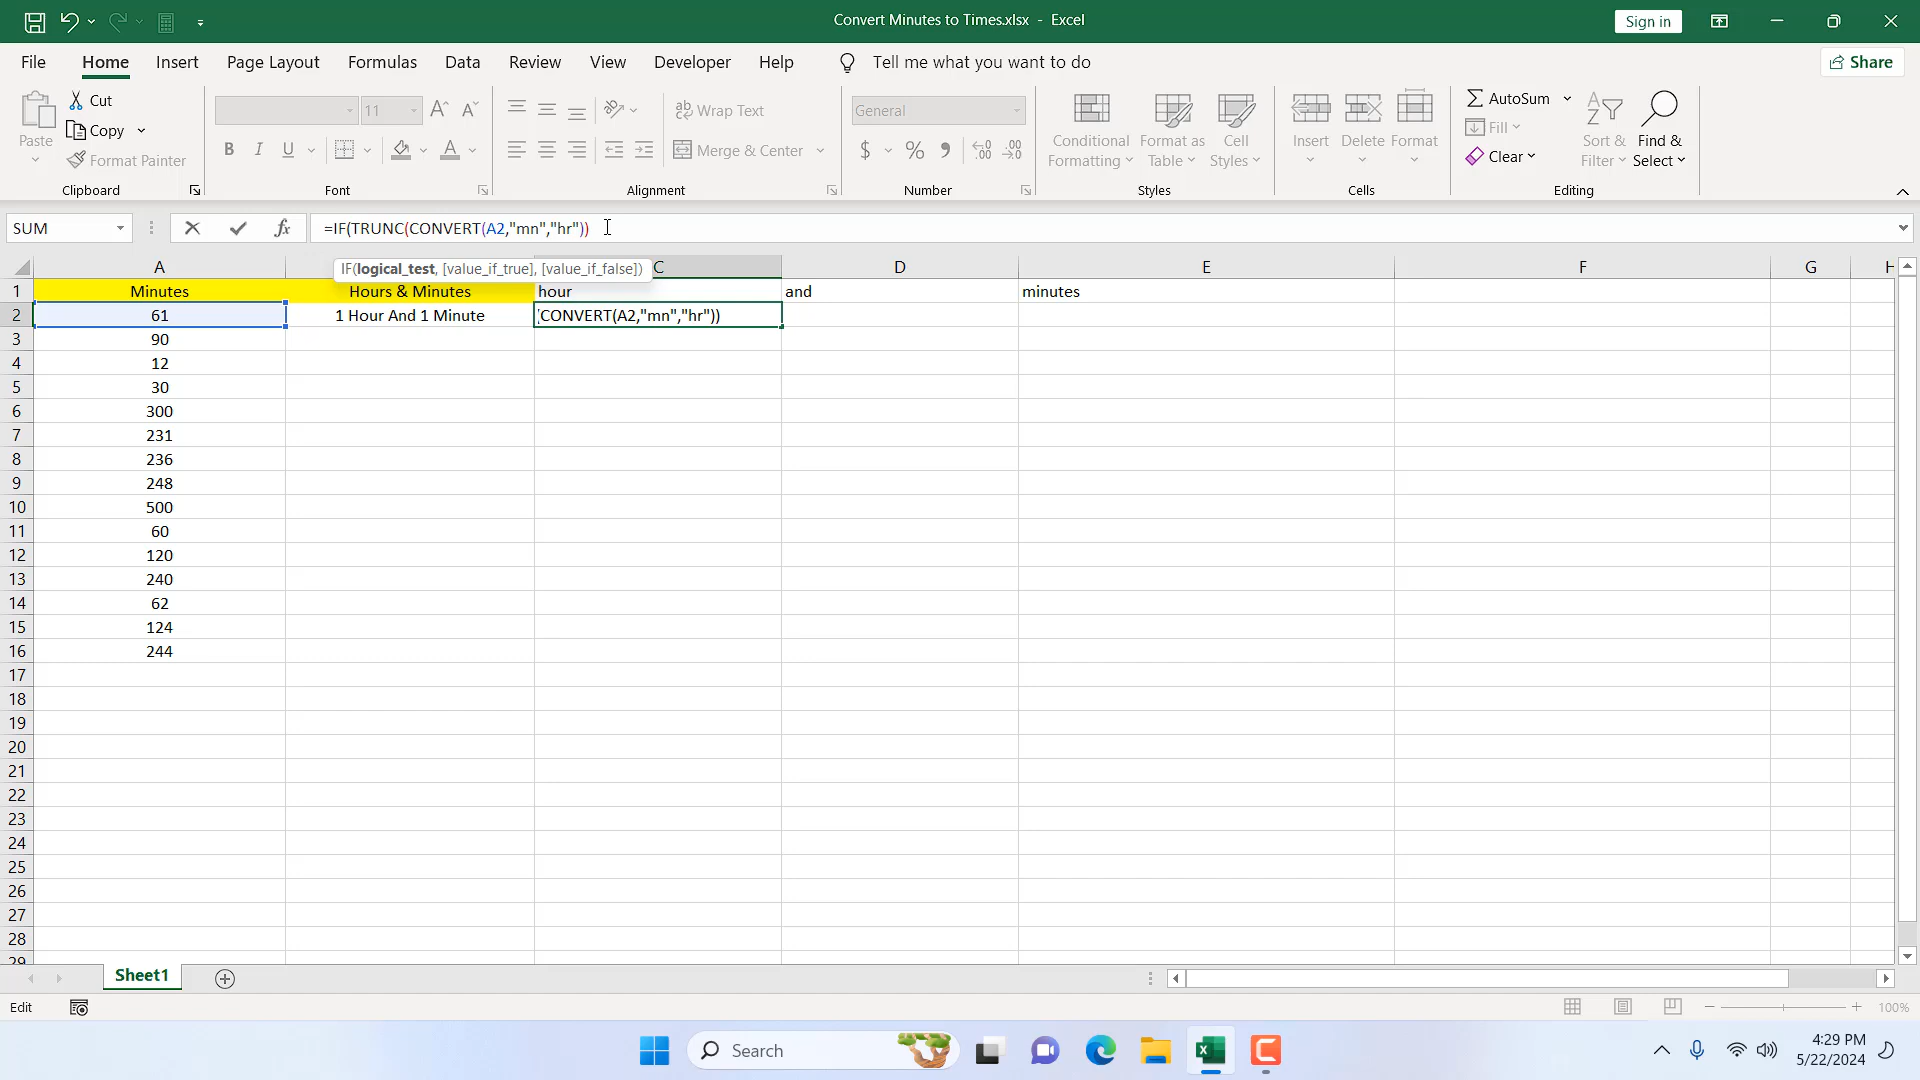 Convert Minutes to Times.xlsx - Excel
Sign in
File Home Insert Page Layout Formulas Data Review View Developer Help Tell me what you want to do Share
Paste
Cut
Copy
Format Painter
Clipboard
11
B I U
Font
Wrap Text
Merge & Center
Alignment
General
$ % 9
Number
Conditional Formatting
Format as Table
Cell Styles
Styles
Insert Delete Format
Cells
AutoSum
Fill
Clear
Sort & Filter
Find & Select
Editing
SUM
fx
=IF(TRUNC(CONVERT(A2,"mn","hr"))
IF(logical_test, [value_if_true], [value_if_false])
A C D E F G H
1 Minutes Hours & Minutes hour and minutes
2 61 1 Hour And 1 Minute (CONVERT(A2,"mn","hr"))
3 90
4 12
5 30
6 300
7 231
8 236
9 248
10 500
11 60
12 120
13 240
14 62
15 124
16 244
17
18
19
20
21
22
23
24
25
26
27
28
29
Sheet1
Edit
100%
Search
4:29 PM
5/22/2024